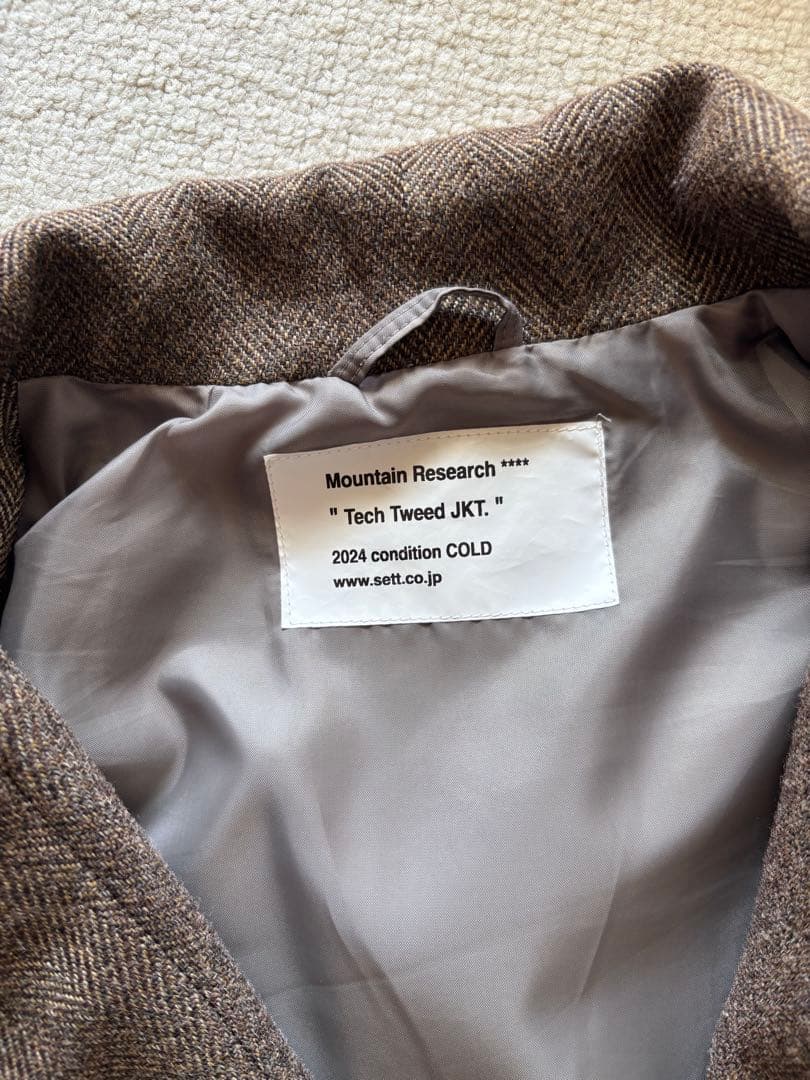 Mountain Research ****
" Tech Tweed JKT. "
2024 condition COLD
www.sett.co.jp